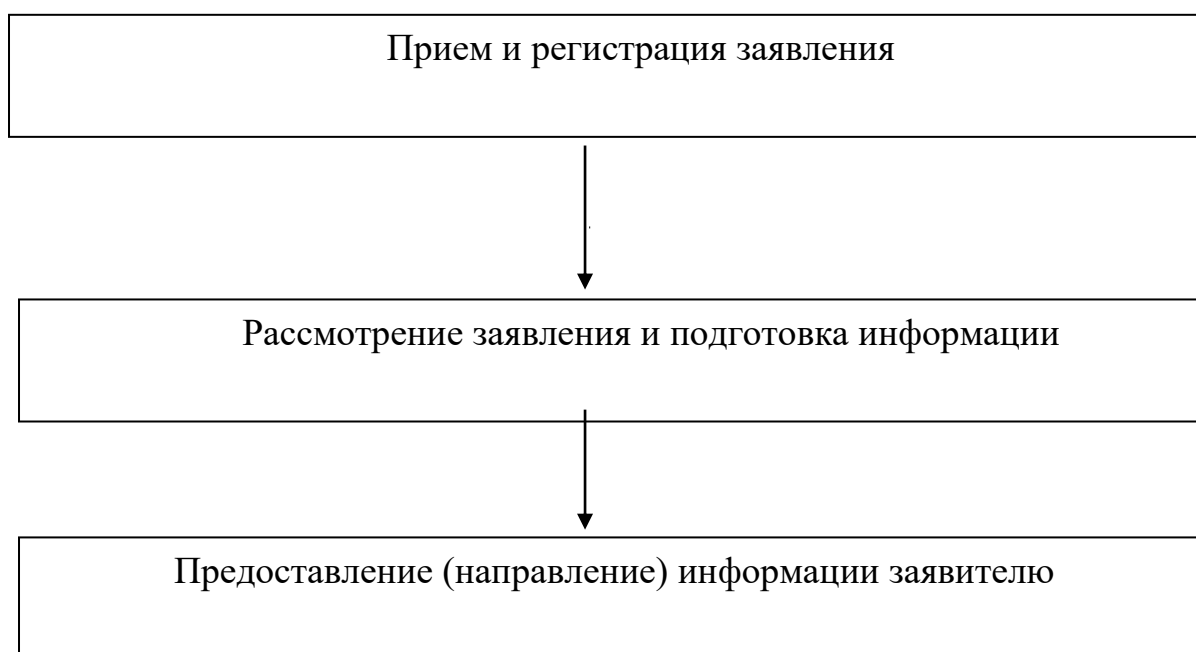 Прием и регистрация заявления
Рассмотрение заявления и подготовка информации
Предоставление (направление) информации заявителю